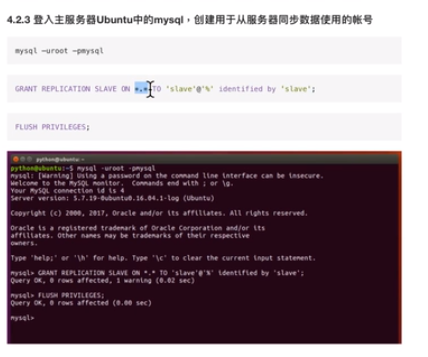 4.2.3 登入主服务器Ubuntu中的mysql，创建用于从服务器同步数据使用的帐号
mysql –uroot –pmysql
GRANT REPLICATION SLAVE ON *.* TO 'slave'@'%' identified by 'slave';
FLUSH PRIVILEGES;
python@ubuntu: ~
python@ubuntu:~$ mysql -uroot -pmysql
mysql: [Warning] Using a password on the command line interface can be insecure.
Welcome to the MySQL monitor.  Commands end with ; or \g.
Your MySQL connection id is 4
Server version: 5.7.19-0ubuntu0.16.04.1-log (Ubuntu)
Copyright (c) 2000, 2017, Oracle and/or its affiliates. All rights reserved.
Oracle is a registered trademark of Oracle Corporation and/or its
affiliates. Other names may be trademarks of their respective
owners.
Type 'help;' or '\h' for help. Type '\c' to clear the current input statement.
mysql> GRANT REPLICATION SLAVE ON *.* TO 'slave'@'%' identified by 'slave';
Query OK, 0 rows affected, 1 warning (0.02 sec)
mysql> FLUSH PRIVILEGES;
Query OK, 0 rows affected (0.00 sec)
mysql>